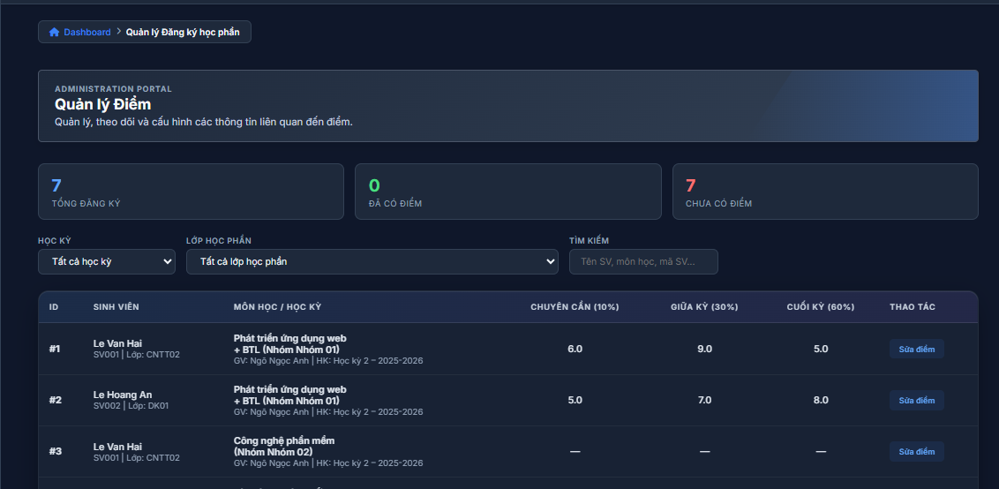 Dashboard > Quản lý Đăng ký học phần
ADMINISTRATION PORTAL
Quản lý Điểm
Quản lý, theo dõi và cấu hình các thông tin liên quan đến điểm.
7
TỔNG ĐĂNG KÝ
0
ĐÃ CÓ ĐIỂM
7
CHƯA CÓ ĐIỂM
HỌC KỲ
Tất cả học kỳ
LỚP HỌC PHẦN
Tất cả lớp học phần
TÌM KIẾM
Tên SV, môn học, mã SV...
ID SINH VIÊN MÔN HỌC / HỌC KỲ CHUYÊN CẦN (10%) GIỮA KỲ (30%) CUỐI KỲ (60%) THAO TÁC
#1
Le Van Hai
SV001 | Lớp: CNTT02
Phát triển ứng dụng web
+ BTL (Nhóm Nhóm 01)
GV: Ngô Ngọc Anh | HK: Học kỳ 2 – 2025-2026
6.0 9.0 5.0 Sửa điểm
#2
Le Hoang An
SV002 | Lớp: DK01
Phát triển ứng dụng web
+ BTL (Nhóm Nhóm 01)
GV: Ngô Ngọc Anh | HK: Học kỳ 2 – 2025-2026
5.0 7.0 8.0 Sửa điểm
#3
Le Van Hai
SV001 | Lớp: CNTT02
Công nghệ phần mềm
(Nhóm Nhóm 02)
GV: Ngô Ngọc Anh | HK: Học kỳ 2 – 2025-2026
— — — Sửa điểm